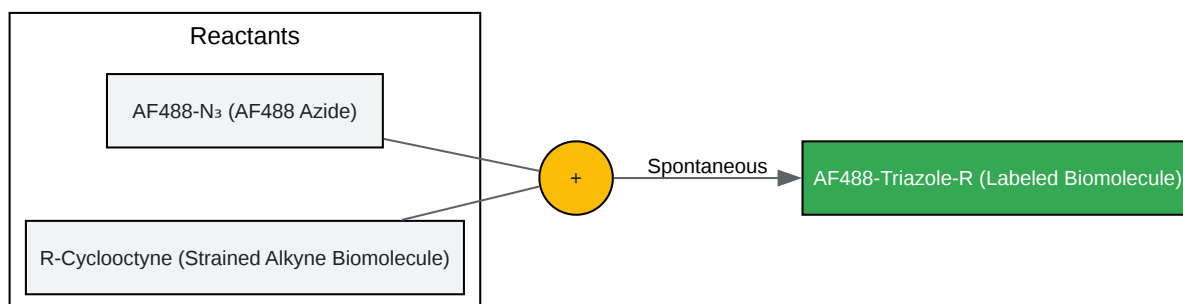 Reactants
AF488-N₃ (AF488 Azide)
R-Cyclooctyne (Strained Alkyne Biomolecule)
+
Spontaneous
AF488-Triazole-R (Labeled Biomolecule)